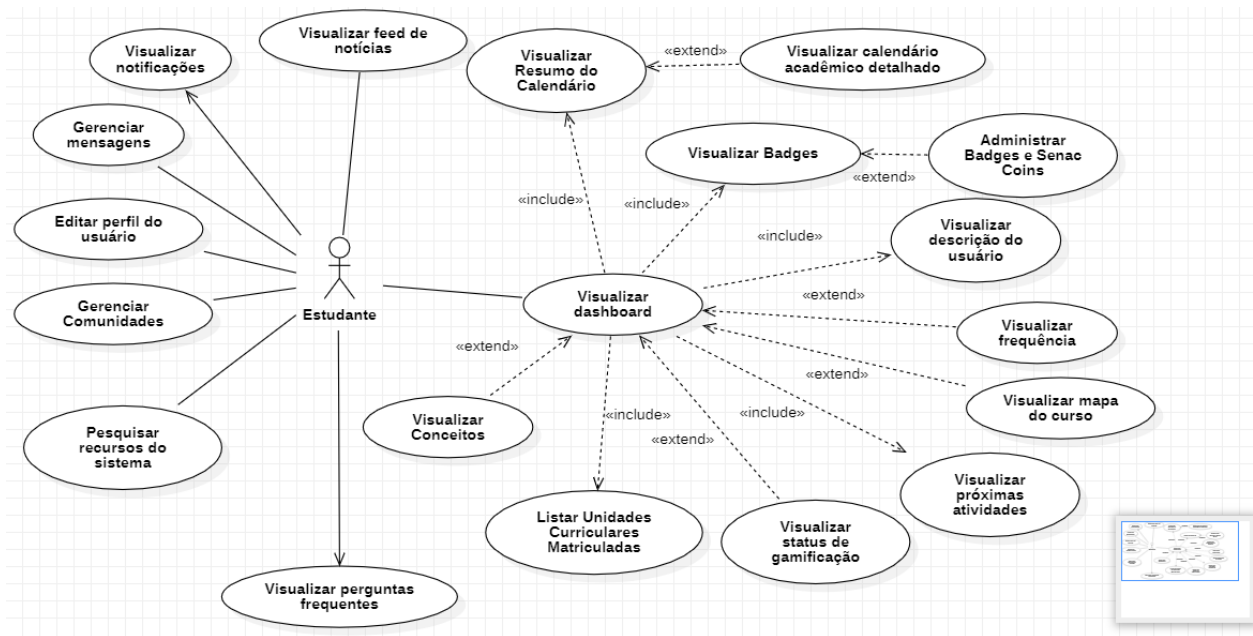 Visualizar feed de
notícias
Visualizar
notificações
Visualizar
Resumo do
Calendário
«extend»
Visualizar calendário
acadêmico detalhado
Gerenciar
mensagens
Visualizar Badges
«extend»
Administrar
Badges e Senac
Coins
«include»
«include»
Editar perfil do
usuário
«include»
Visualizar
descrição do
usuário
Gerenciar
Comunidades
Estudante
Visualizar
dashboard
«extend»
Visualizar
frequência
«extend»
«extend»
Visualizar mapa
do curso
Visualizar
Conceitos
«include»
«include»
«extend»
Pesquisar
recursos do
sistema
Visualizar
próximas
atividades
Listar Unidades
Curriculares
Matriculadas
Visualizar
status de
gamificação
Visualizar perguntas
frequentes